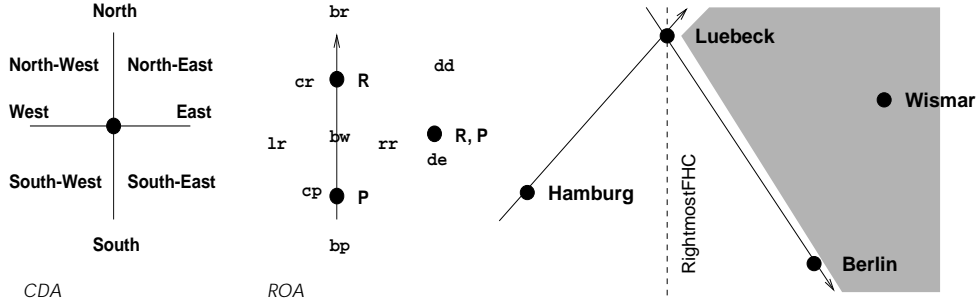 North
North-West
North-East
West
East
South-West
South-East
South
CDA
br
cr
R
dd
lr
bw
rr
R, P
de
cp
P
bp
ROA
Luebeck
Wismar
Hamburg
RightmostFHC
Berlin